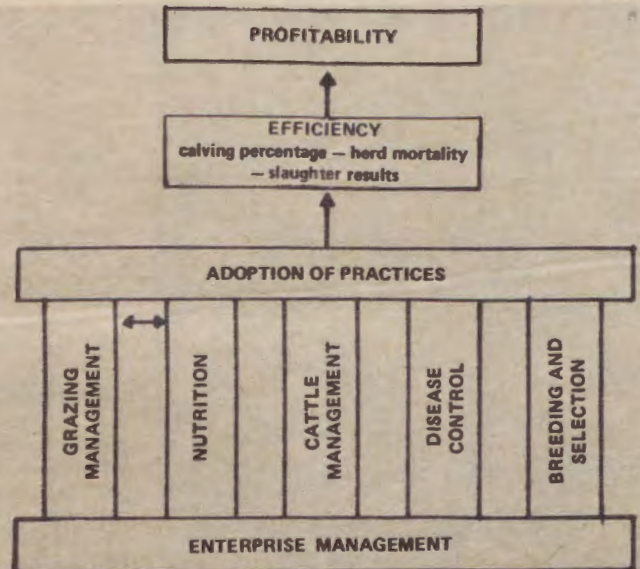 PROFITABILITY
EFFICIENCY
calving percentage — herd mortality
— slaughter results
ADOPTION OF PRACTICES
GRAZING
MANAGEMENT
NUTRITION
CATTLE
MANAGEMENT
DISEASE
CONTROL
BREEDING AND
SELECTION
ENTERPRISE MANAGEMENT